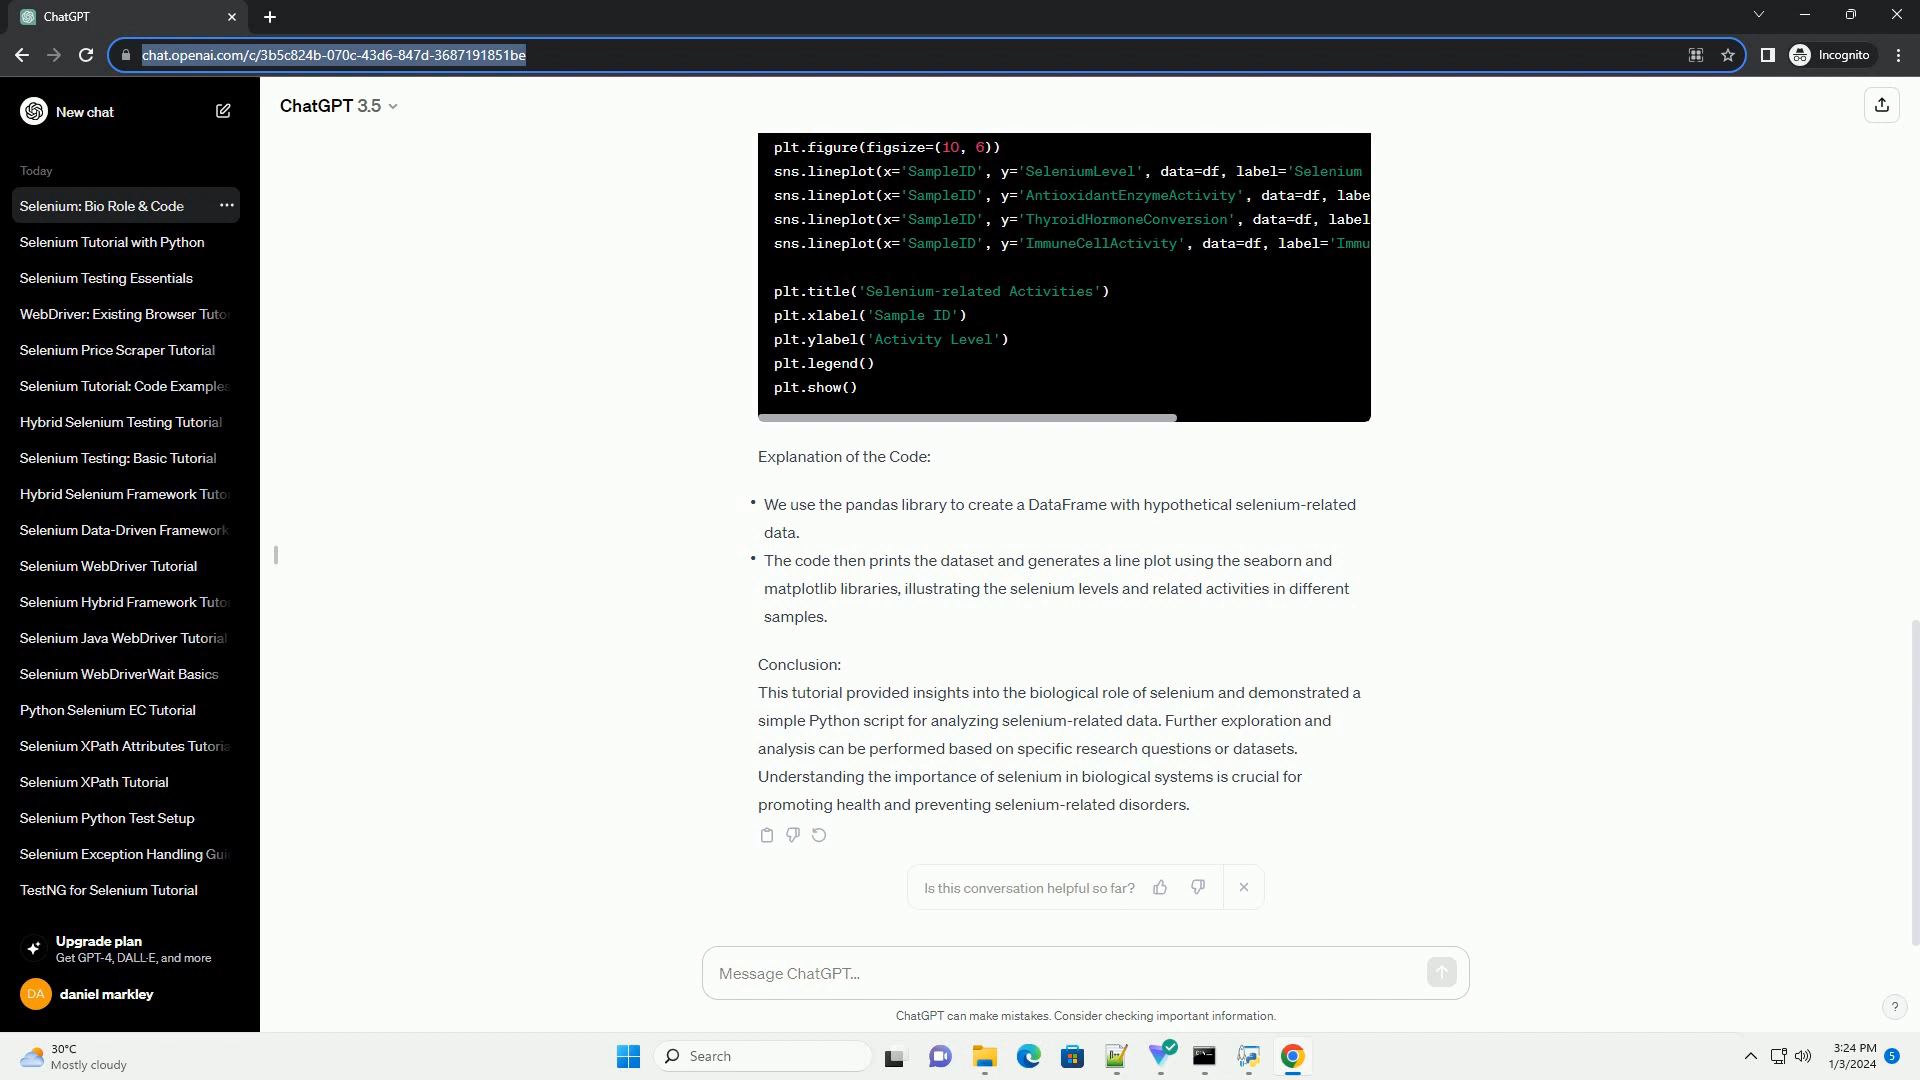 ChatGPT
chat.openai.com/c/3b5c824b-070c-43d6-847d-3687191851be
Incognito
New chat
Today
Selenium: Bio Role & Code
Selenium Tutorial with Python
Selenium Testing Essentials
WebDriver: Existing Browser Tuto
Selenium Price Scraper Tutorial
Selenium Tutorial: Code Examples
Hybrid Selenium Testing Tutorial
Selenium Testing: Basic Tutorial
Hybrid Selenium Framework Tuto
Selenium Data-Driven Framework
Selenium WebDriver Tutorial
Selenium Hybrid Framework Tuto
Selenium Java WebDriver Tutorial
Selenium WebDriverWait Basics
Python Selenium EC Tutorial
Selenium XPath Attributes Tutoria
Selenium XPath Tutorial
Selenium Python Test Setup
Selenium Exception Handling Gui
TestNG for Selenium Tutorial
Upgrade plan
Get GPT-4, DALL·E, and more
DA
daniel markley
ChatGPT 3.5
plt.figure(figsize=(10, 6))
sns.lineplot(x='SampleID', y='SeleniumLevel', data=df, label='Selenium
sns.lineplot(x='SampleID', y='AntioxidantEnzymeActivity', data=df, labe
sns.lineplot(x='SampleID', y='ThyroidHormoneConversion', data=df, label
sns.lineplot(x='SampleID', y='ImmuneCellActivity', data=df, label='Immu
plt.title('Selenium-related Activities')
plt.xlabel('Sample ID')
plt.ylabel('Activity Level')
plt.legend()
plt.show()
Explanation of the Code:
• We use the pandas library to create a DataFrame with hypothetical selenium-related
data.
• The code then prints the dataset and generates a line plot using the seaborn and
matplotlib libraries, illustrating the selenium levels and related activities in different
samples.
Conclusion:
This tutorial provided insights into the biological role of selenium and demonstrated a
simple Python script for analyzing selenium-related data. Further exploration and
analysis can be performed based on specific research questions or datasets.
Understanding the importance of selenium in biological systems is crucial for
promoting health and preventing selenium-related disorders.
Is this conversation helpful so far?
Message ChatGPT...
ChatGPT can make mistakes. Consider checking important information.
?
30°C
Mostly cloudy
Search
3:24 PM
1/3/2024
5